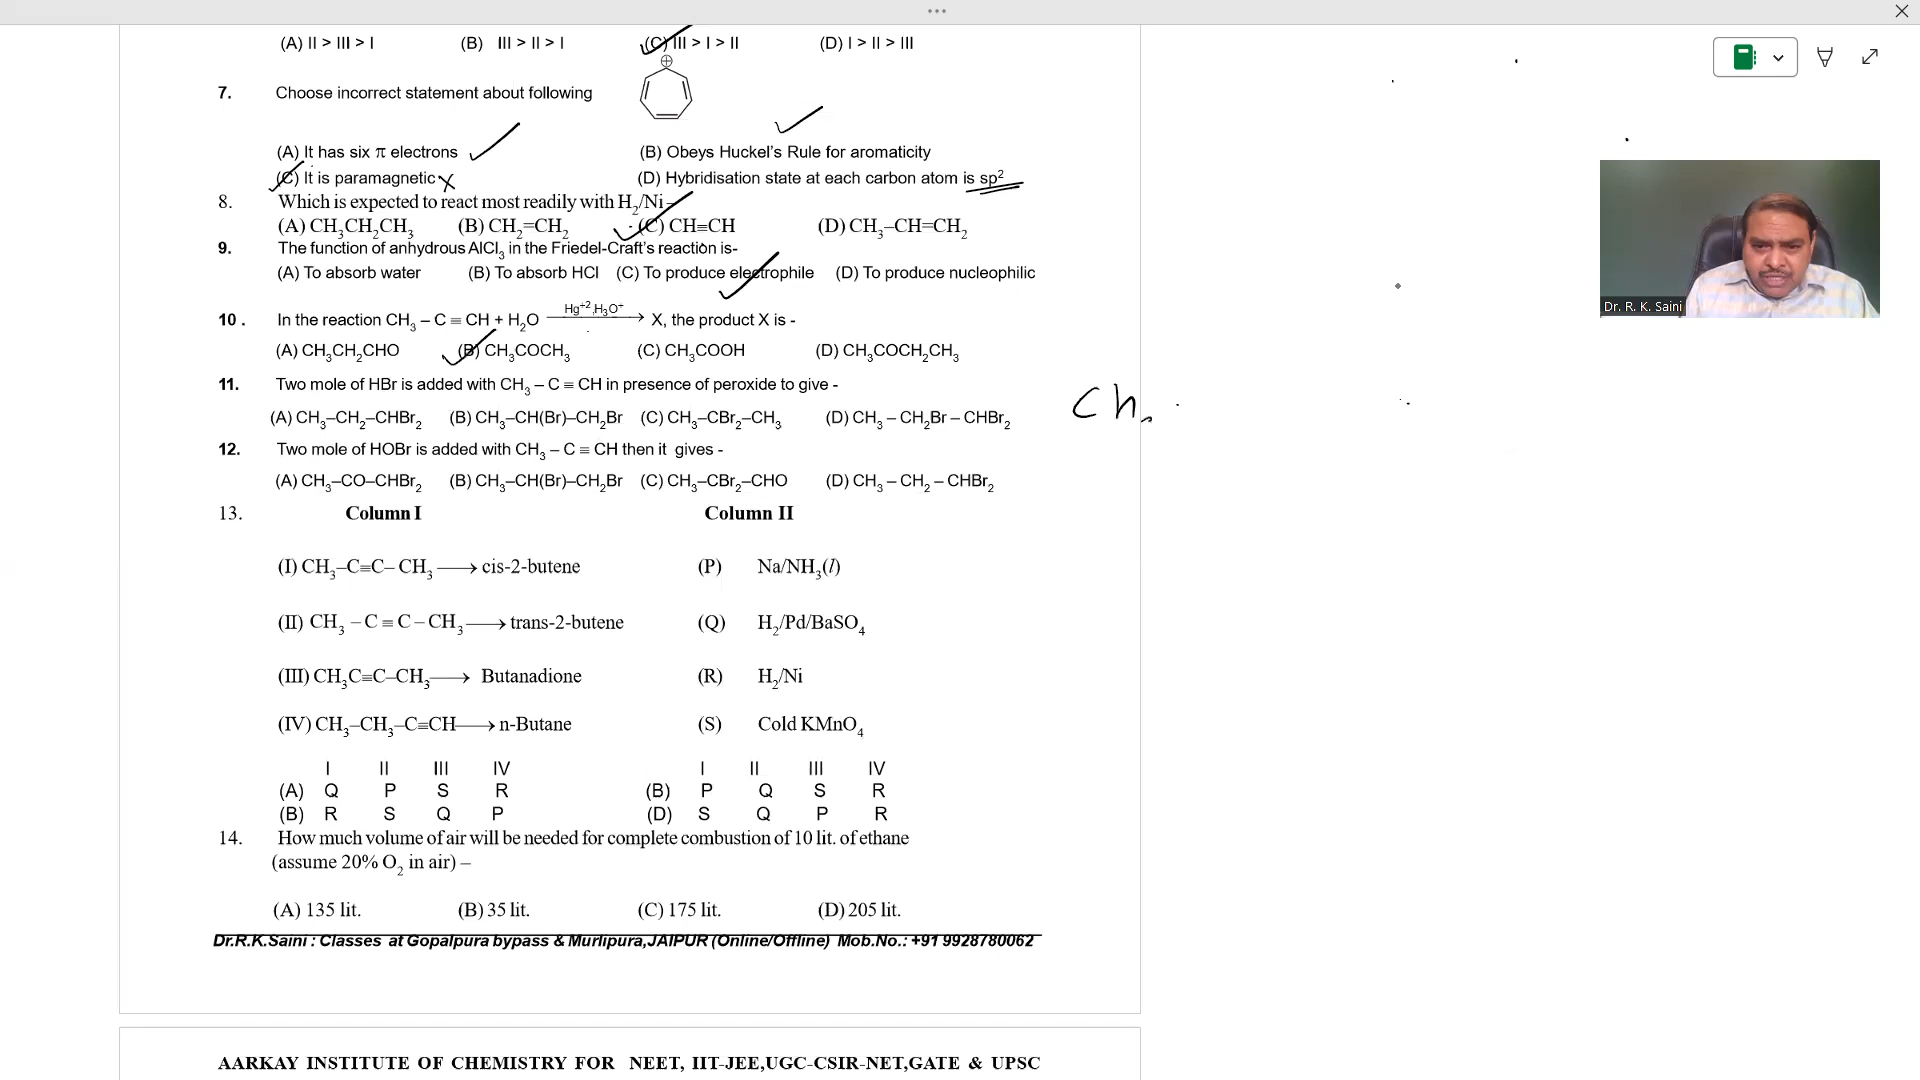 (A) II > III > I (B) III > II > I (C) III > I > II (D) I > II > III
7. Choose incorrect statement about following
(A) It has six π electrons (B) Obeys Huckel's Rule for aromaticity
(C) It is paramagnetic (D) Hybridisation state at each carbon atom is sp²
8. Which is expected to react most readily with H₂/Ni
(A) CH₃CH₂CH₃ (B) CH₂=CH₂ (C) CH≡CH (D) CH₃–CH=CH₂
9. The function of anhydrous AlCl₃ in the Friedel-Craft's reaction is-
(A) To absorb water (B) To absorb HCl (C) To produce electrophile (D) To produce nucleophilic
Dr. R. K. Saini
10 . In the reaction CH₃ – C ≡ CH + H₂O —Hg⁺²,H₃O⁺→ X, the product X is -
(A) CH₃CH₂CHO (B) CH₃COCH₃ (C) CH₃COOH (D) CH₃COCH₂CH₃
11. Two mole of HBr is added with CH₃ – C ≡ CH in presence of peroxide to give -
(A) CH₃–CH₂–CHBr₂ (B) CH₃–CH(Br)–CH₂Br (C) CH₃–CBr₂–CH₃ (D) CH₃ – CH₂Br – CHBr₂
Ch
12. Two mole of HOBr is added with CH₃ – C ≡ CH then it gives -
(A) CH₃–CO–CHBr₂ (B) CH₃–CH(Br)–CH₂Br (C) CH₃–CBr₂–CHO (D) CH₃ – CH₂ – CHBr₂
13. Column I Column II
(I) CH₃–C≡C– CH₃ ⟶ cis-2-butene (P) Na/NH₃(l)
(II) CH₃ – C ≡ C – CH₃ ⟶ trans-2-butene (Q) H₂/Pd/BaSO₄
(III) CH₃C≡C–CH₃ ⟶ Butanadione (R) H₂/Ni
(IV) CH₃–CH₃–C≡CH ⟶ n-Butane (S) Cold KMnO₄
I II III IV I II III IV
(A) Q P S R (B) P Q S R
(B) R S Q P (D) S Q P R
14. How much volume of air will be needed for complete combustion of 10 lit. of ethane
(assume 20% O₂ in air) –
(A) 135 lit. (B) 35 lit. (C) 175 lit. (D) 205 lit.
Dr.R.K.Saini : Classes at Gopalpura bypass & Murlipura,JAIPUR (Online/Offline) Mob.No.: +91 9928780062
AARKAY INSTITUTE OF CHEMISTRY FOR NEET, IIT-JEE,UGC-CSIR-NET,GATE & UPSC